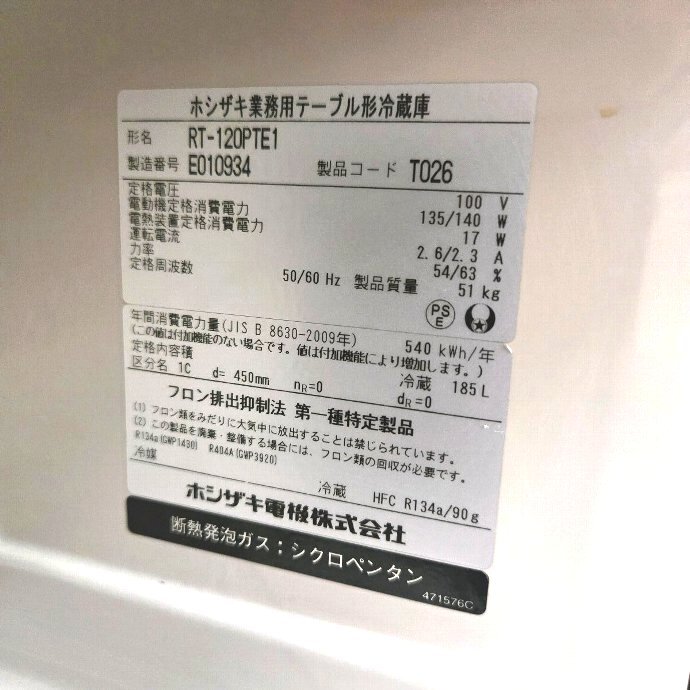 ホシザキ業務用テーブル形冷蔵庫
形名 RT-120PTE1
製造番号 E010934 製品コード T026
定格電圧 100 V
電動機定格消費電力 135/140 W
電熱装置定格消費電力 17 W
運転電流 2.6/2.3 A
力率 54/63 %
定格周波数 50/60 Hz 製品質量 51 kg
PS
E
年間消費電力量(JIS B 8630-2009年) 540 kWh/年
(この値は付加機能のない場合です。値は付加機能により増加します。)
定格内容積 冷蔵 185 L
区分名 1C d= 450mm nR=0 dR=0
フロン排出抑制法 第一種特定製品
(1) フロン類をみだりに大気中に放出することは禁じられています。
(2) この製品を廃棄・整備する場合には、フロン類の回収が必要です。
R134a(GWP1430) R404A(GWP3920)
冷媒 冷蔵 HFC R134a/90g
ホシザキ電機株式会社
断熱発泡ガス：シクロペンタン
471576C